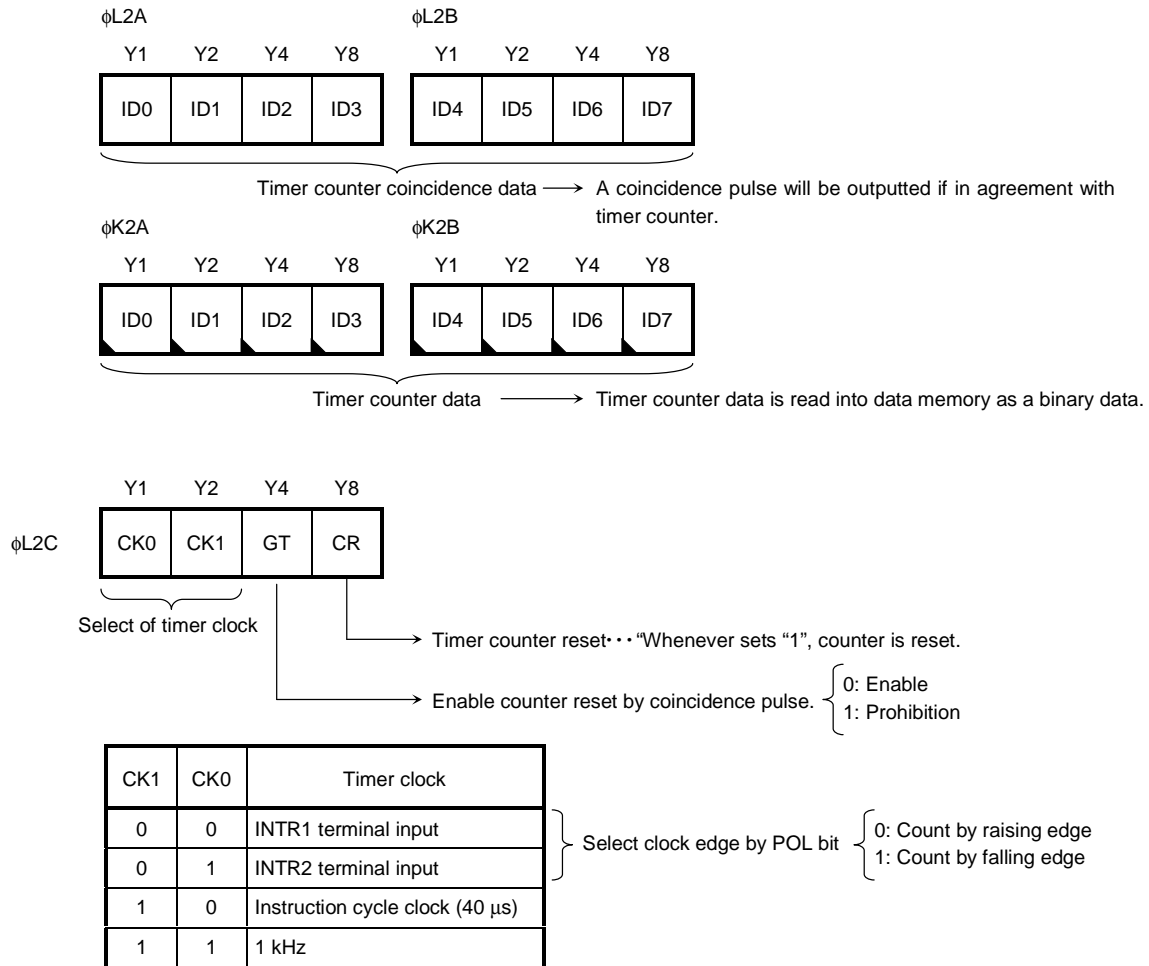 ϕL2A ϕL2B
Y1 Y2 Y4 Y8 Y1 Y2 Y4 Y8
ID0 ID1 ID2 ID3 ID4 ID5 ID6 ID7
Timer counter coincidence data → A coincidence pulse will be outputted if in agreement with
timer counter.
ϕK2A ϕK2B
Y1 Y2 Y4 Y8 Y1 Y2 Y4 Y8
ID0 ID1 ID2 ID3 ID4 ID5 ID6 ID7
Timer counter data → Timer counter data is read into data memory as a binary data.
Y1 Y2 Y4 Y8
ϕL2C CK0 CK1 GT CR
Select of timer clock
Timer counter reset･･･“Whenever sets “1”, counter is reset.
Enable counter reset by coincidence pulse.
0: Enable
1: Prohibition
CK1 CK0 Timer clock
0 0 INTR1 terminal input
0 1 INTR2 terminal input
1 0 Instruction cycle clock (40 μs)
1 1 1 kHz
Select clock edge by POL bit
0: Count by raising edge
1: Count by falling edge